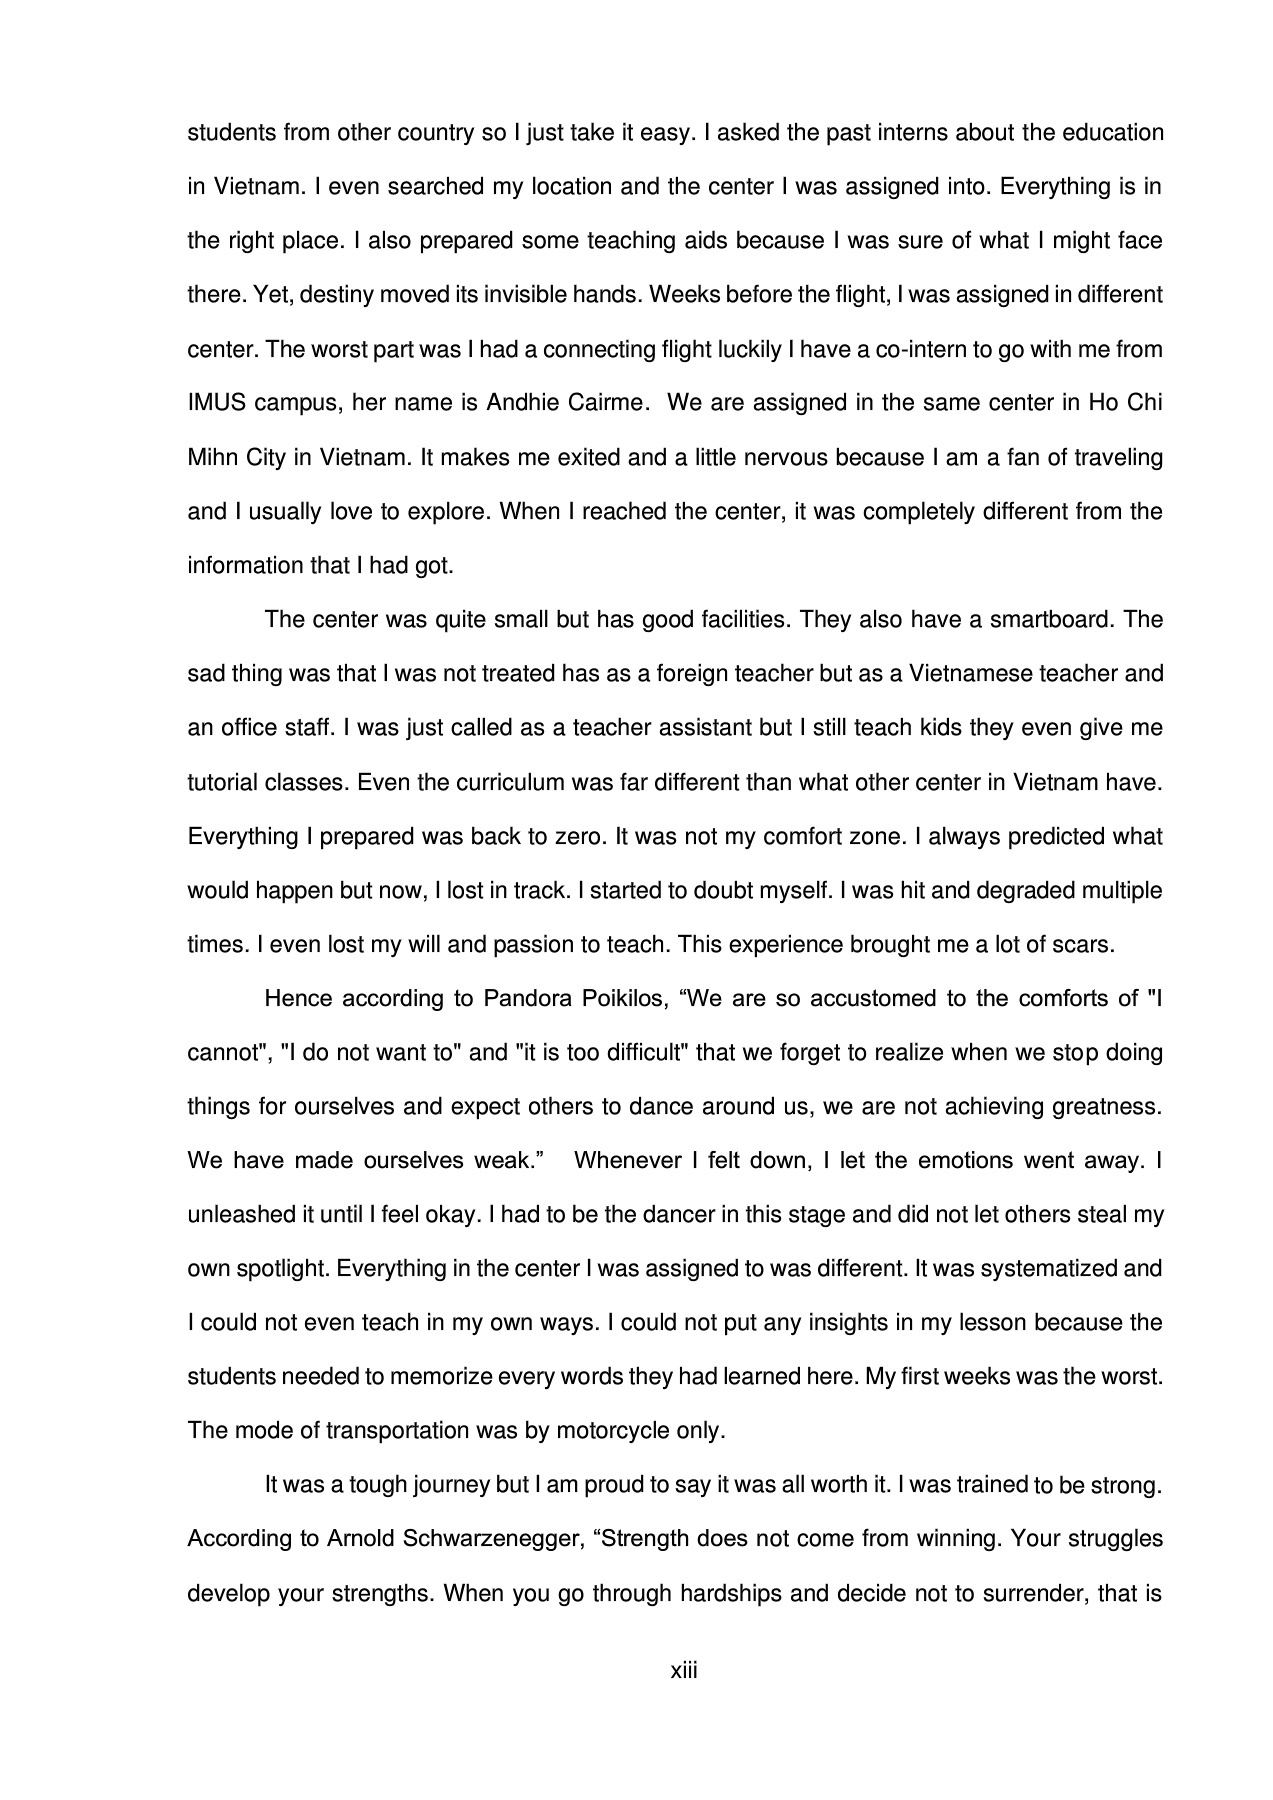 students from other country so I just take it easy. I asked the past interns about the education
in Vietnam. I even searched my location and the center I was assigned into. Everything is in
the right place. I also prepared some teaching aids because I was sure of what I might face
there. Yet, destiny moved its invisible hands. Weeks before the flight, I was assigned in different
center. The worst part was I had a connecting flight luckily I have a co-intern to go with me from
IMUS campus, her name is Andhie Cairme.  We are assigned in the same center in Ho Chi
Mihn City in Vietnam. It makes me exited and a little nervous because I am a fan of traveling
and I usually love to explore. When I reached the center, it was completely different from the
information that I had got.
The center was quite small but has good facilities. They also have a smartboard. The
sad thing was that I was not treated has as a foreign teacher but as a Vietnamese teacher and
an office staff. I was just called as a teacher assistant but I still teach kids they even give me
tutorial classes. Even the curriculum was far different than what other center in Vietnam have.
Everything I prepared was back to zero. It was not my comfort zone. I always predicted what
would happen but now, I lost in track. I started to doubt myself. I was hit and degraded multiple
times. I even lost my will and passion to teach. This experience brought me a lot of scars.
Hence according to Pandora Poikilos, “We are so accustomed to the comforts of "I
cannot", "I do not want to" and "it is too difficult" that we forget to realize when we stop doing
things for ourselves and expect others to dance around us, we are not achieving greatness.
We have made ourselves weak.”   Whenever I felt down, I let the emotions went away. I
unleashed it until I feel okay. I had to be the dancer in this stage and did not let others steal my
own spotlight. Everything in the center I was assigned to was different. It was systematized and
I could not even teach in my own ways. I could not put any insights in my lesson because the
students needed to memorize every words they had learned here. My first weeks was the worst.
The mode of transportation was by motorcycle only.
It was a tough journey but I am proud to say it was all worth it. I was trained to be strong.
According to Arnold Schwarzenegger, “Strength does not come from winning. Your struggles
develop your strengths. When you go through hardships and decide not to surrender, that is
xiii